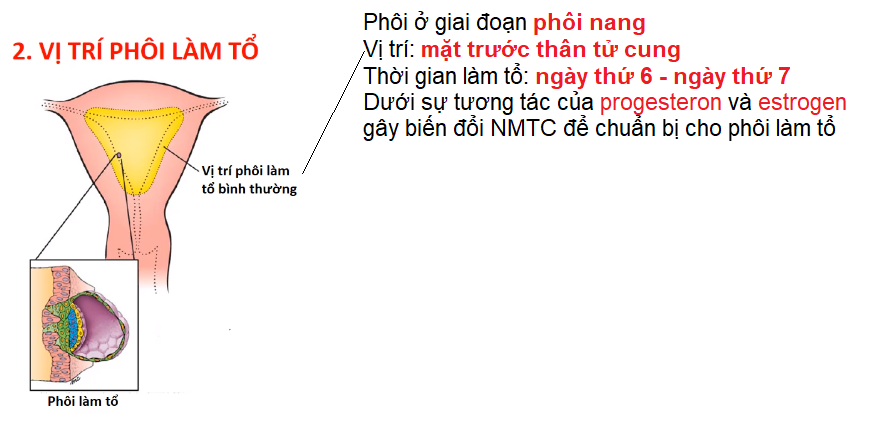 2. VỊ TRÍ PHÔI LÀM TỔ
Phôi ở giai đoạn phôi nang
Vị trí: mặt trước thân tử cung
Thời gian làm tổ: ngày thứ 6 - ngày thứ 7
Dưới sự tương tác của progesteron và estrogen
gây biến đổi NMTC để chuẩn bị cho phôi làm tổ
Vị trí phôi làm
tổ bình thường
Phôi làm tổ